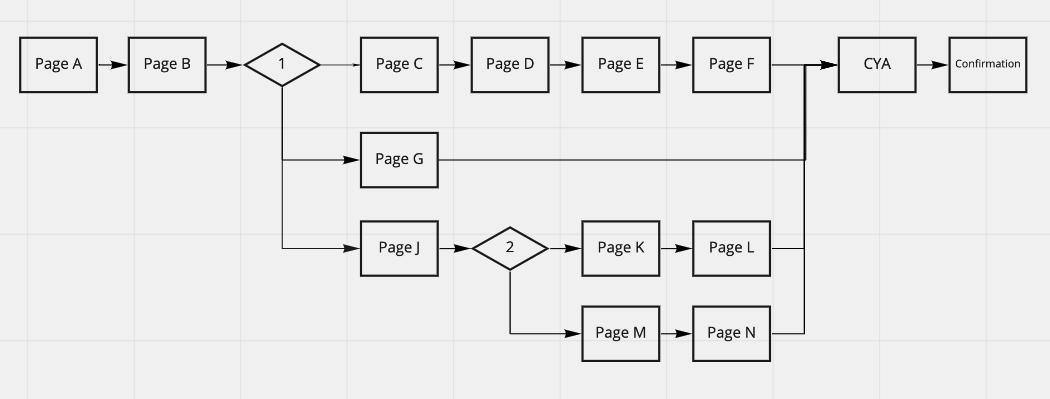 Page A
Page B
1
Page C
Page D
Page E
Page F
CYA
Confirmation
Page G
Page J
2
Page K
Page L
Page M
Page N